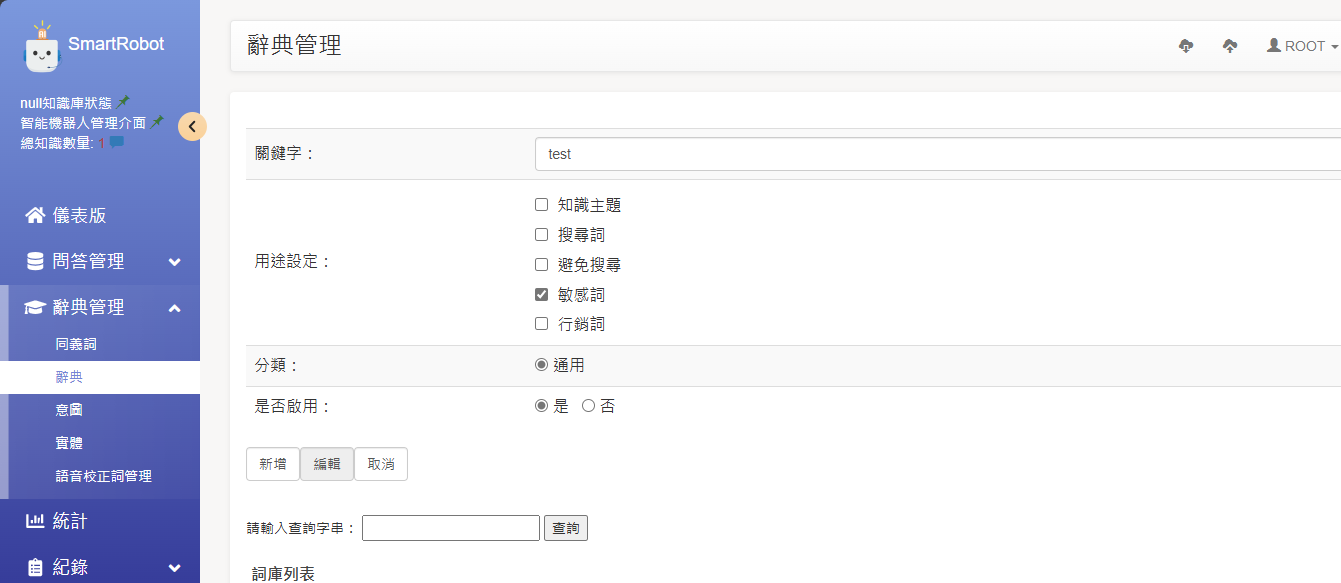 SmartRobot
null知識庫狀態
智能機器人管理介面
總知識數量: 1
儀表版
問答管理
辭典管理
同義詞
辭典
意圖
實體
語音校正詞管理
統計
紀錄
辭典管理
ROOT
關鍵字：
test
用途設定：
知識主題
搜尋詞
避免搜尋
敏感詞
行銷詞
分類：
通用
是否啟用：
是 否
新增 編輯 取消
請輸入查詢字串： 查詢
詞庫列表